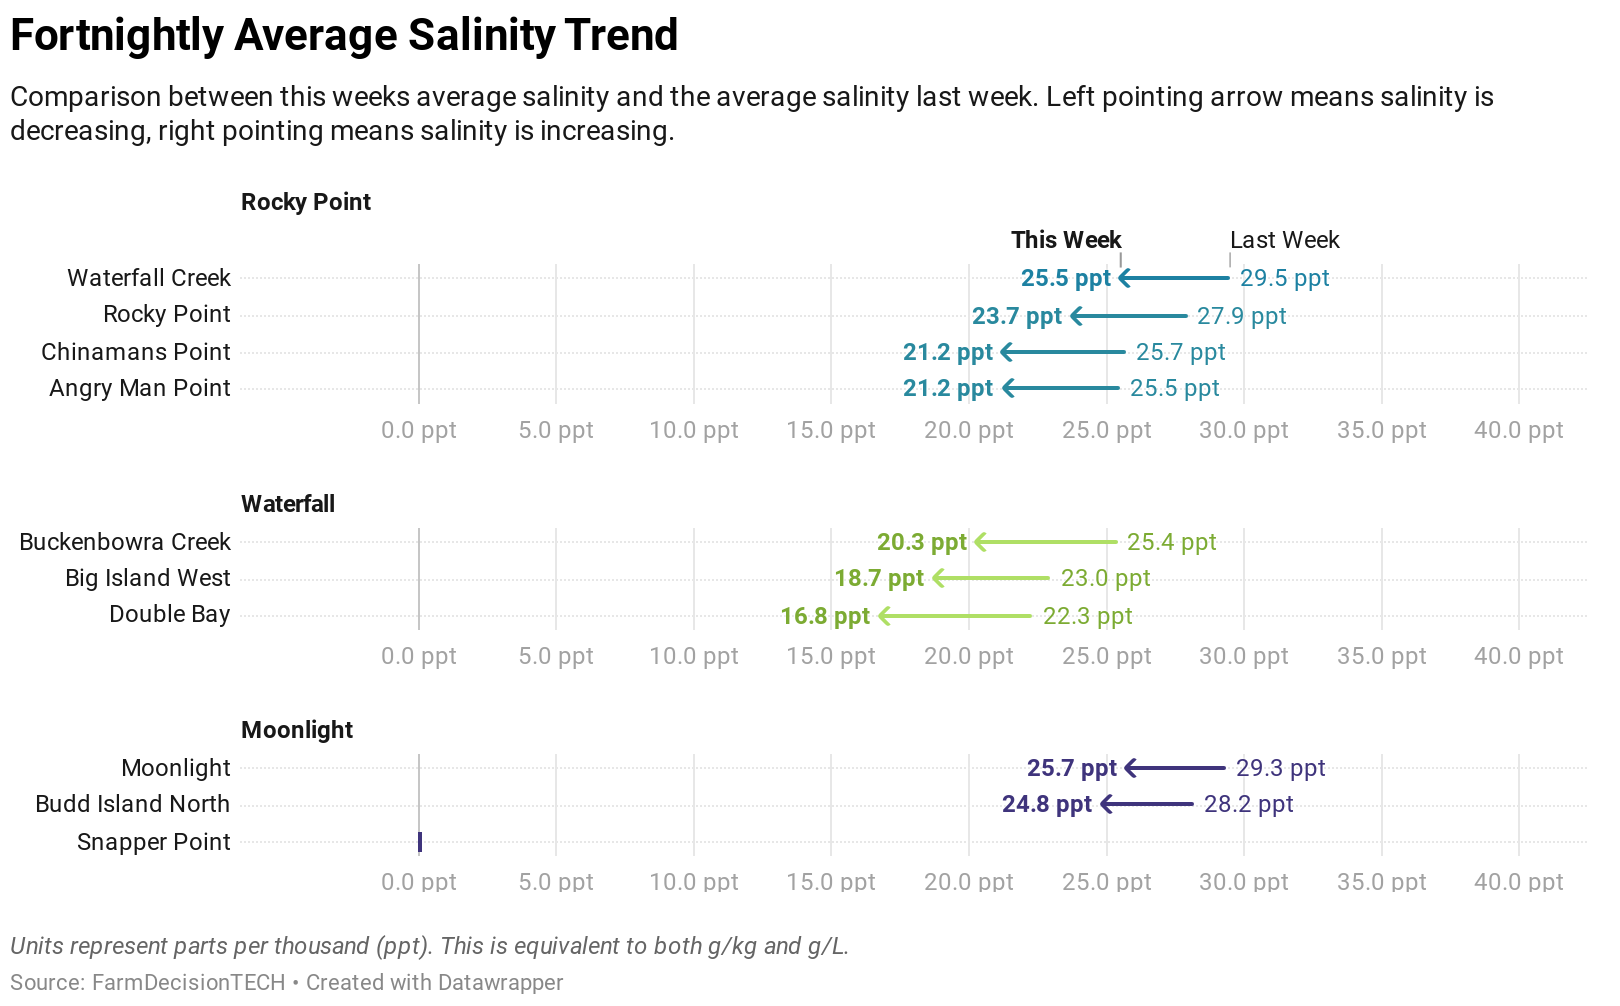 Fortnightly Average Salinity Trend
Comparison between this weeks average salinity and the average salinity last week. Left pointing arrow means salinity is
decreasing, right pointing means salinity is increasing.
Rocky Point
This Week Last Week
Waterfall Creek 25.5 ppt 29.5 ppt
Rocky Point 23.7 ppt 27.9 ppt
Chinamans Point 21.2 ppt 25.7 ppt
Angry Man Point 21.2 ppt 25.5 ppt
0.0 ppt 5.0 ppt 10.0 ppt 15.0 ppt 20.0 ppt 25.0 ppt 30.0 ppt 35.0 ppt 40.0 ppt
Waterfall
Buckenbowra Creek 20.3 ppt 25.4 ppt
Big Island West 18.7 ppt 23.0 ppt
Double Bay 16.8 ppt 22.3 ppt
0.0 ppt 5.0 ppt 10.0 ppt 15.0 ppt 20.0 ppt 25.0 ppt 30.0 ppt 35.0 ppt 40.0 ppt
Moonlight
Moonlight 25.7 ppt 29.3 ppt
Budd Island North 24.8 ppt 28.2 ppt
Snapper Point
0.0 ppt 5.0 ppt 10.0 ppt 15.0 ppt 20.0 ppt 25.0 ppt 30.0 ppt 35.0 ppt 40.0 ppt
Units represent parts per thousand (ppt). This is equivalent to both g/kg and g/L.
Source: FarmDecisionTECH • Created with Datawrapper